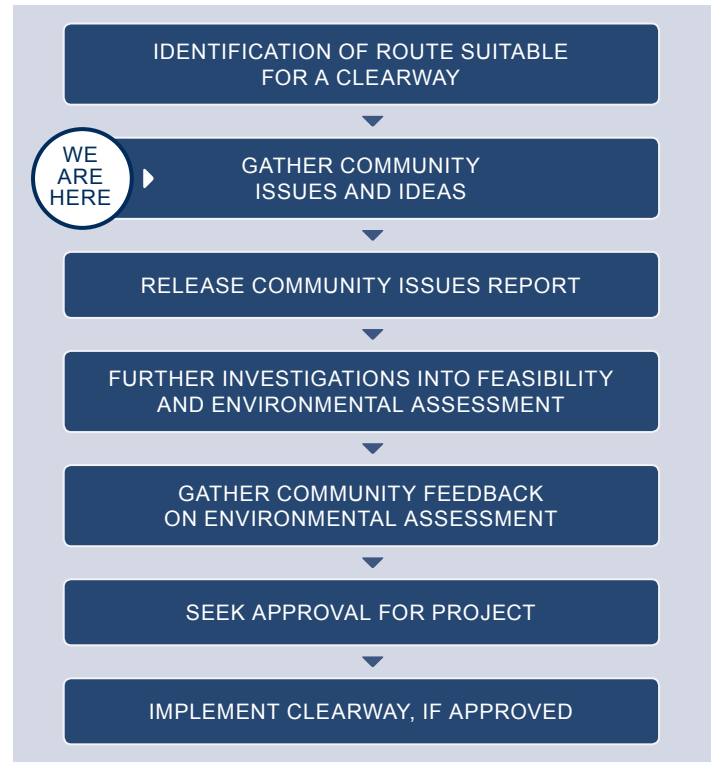 IDENTIFICATION OF ROUTE SUITABLE
FOR A CLEARWAY
WE
ARE
HERE
GATHER COMMUNITY
ISSUES AND IDEAS
RELEASE COMMUNITY ISSUES REPORT
FURTHER INVESTIGATIONS INTO FEASIBILITY
AND ENVIRONMENTAL ASSESSMENT
GATHER COMMUNITY FEEDBACK
ON ENVIRONMENTAL ASSESSMENT
SEEK APPROVAL FOR PROJECT
IMPLEMENT CLEARWAY, IF APPROVED